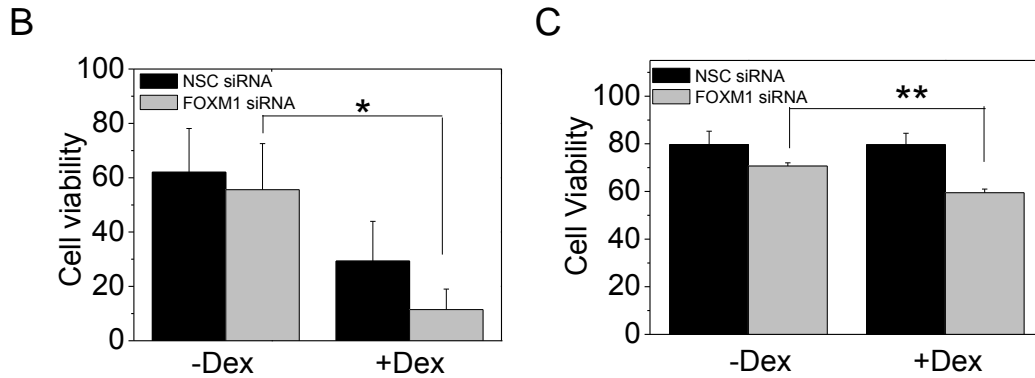 B
Cell viability
100
80
60
40
20
0
NSC siRNA
FOXM1 siRNA
*
-Dex +Dex
C
Cell Viability
100
80
60
40
20
0
NSC siRNA
FOXM1 siRNA
**
-Dex +Dex